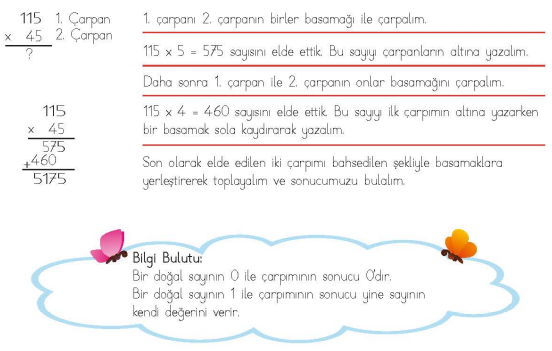 115 1. Çarpan
x 45 2. Çarpan
?
1. çarpanı 2. çarpanın birler basamağı ile çarpalım.
115 x 5 = 575 sayısını elde ettik. Bu sayıyı çarpanların altına yazalım.
Daha sonra 1. çarpan ile 2. çarpanın onlar basamağını çarpalım.
115 x 4 = 460 sayısını elde ettik. Bu sayıyı ilk çarpımın altına yazarken
bir basamak sola kaydırarak yazalım.
115
x 45
575
+460
5175
Son olarak elde edilen iki çarpımı bahsedilen şekliyle basamaklara
yerleştirerek toplayalım ve sonucumuzu bulalım.
Bilgi Bulutu:
Bir doğal sayının 0 ile çarpımının sonucu 0'dır.
Bir doğal sayının 1 ile çarpımının sonucu yine sayının
kendi değerini verir.